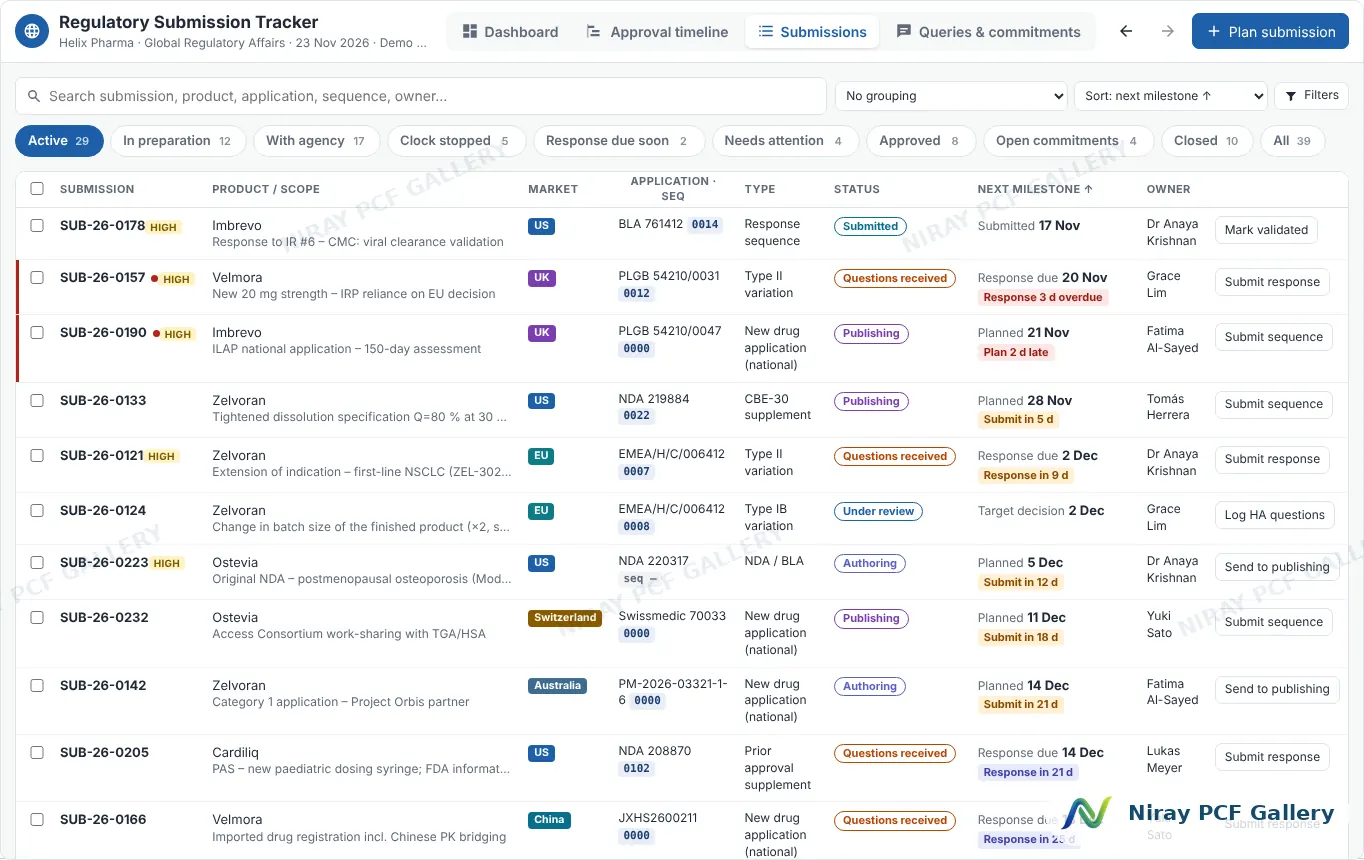 Regulatory Submission Tracker
Helix Pharma · Global Regulatory Affairs · 23 Nov 2026 · Demo ...
Dashboard
Approval timeline
Submissions
Queries & commitments
Plan submission
Search submission, product, application, sequence, owner...
No grouping
Sort: next milestone ↑
Filters
Active 29
In preparation 12
With agency 17
Clock stopped 5
Response due soon 2
Needs attention 4
Approved 8
Open commitments 4
Closed 10
All 39
SUBMISSION PRODUCT / SCOPE MARKET APPLICATION · SEQ TYPE STATUS NEXT MILESTONE ↑ OWNER
SUB-26-0178 HIGH Imbrevo US BLA 761412 0014 Response Submitted Submitted 17 Nov Dr Anaya Mark validated
Response to IR #6 – CMC: viral clearance validation sequence Krishnan
SUB-26-0157 HIGH Velmora UK PLGB 54210/0031 Type II Questions received Response due 20 Nov Grace Submit response
New 20 mg strength – IRP reliance on EU decision 0012 variation Response 3 d overdue Lim
SUB-26-0190 HIGH Imbrevo UK PLGB 54210/0047 New drug Publishing Planned 21 Nov Fatima Submit sequence
ILAP national application – 150-day assessment 0000 application Plan 2 d late Al-Sayed
(national)
SUB-26-0133 Zelvoran US NDA 219884 CBE-30 Publishing Planned 28 Nov Tomás Submit sequence
Tightened dissolution specification Q=80 % at 30 ... 0022 supplement Submit in 5 d Herrera
SUB-26-0121 HIGH Zelvoran EU EMEA/H/C/006412 Type II Questions received Response due 2 Dec Dr Anaya Submit response
Extension of indication – first-line NSCLC (ZEL-302... 0007 variation Response in 9 d Krishnan
SUB-26-0124 Zelvoran EU EMEA/H/C/006412 Type IB Under review Target decision 2 Dec Grace Log HA questions
Change in batch size of the finished product (×2, s... 0008 variation Lim
SUB-26-0223 HIGH Ostevia US NDA 220317 NDA / BLA Authoring Planned 5 Dec Dr Anaya Send to publishing
Original NDA – postmenopausal osteoporosis (Mod... seq — Submit in 12 d Krishnan
SUB-26-0232 Ostevia Switzerland Swissmedic 70033 New drug Publishing Planned 11 Dec Yuki Submit sequence
Access Consortium work-sharing with TGA/HSA 0000 application Submit in 18 d Sato
(national)
SUB-26-0142 Zelvoran Australia PM-2026-03321-1- New drug Authoring Planned 14 Dec Fatima Send to publishing
Category 1 application – Project Orbis partner 6 0000 application Submit in 21 d Al-Sayed
(national)
SUB-26-0205 Cardiliq US NDA 208870 Prior Questions received Response due 14 Dec Lukas Submit response
PAS – new paediatric dosing syringe; FDA informat... 0102 approval Response in 21 d Meyer
supplement
SUB-26-0166 Velmora China JXHS2600211 New drug Questions received Response due
Imported drug registration incl. Chinese PK bridging 0000 application Response in 25 d Sato Submit response
(national)
Niray PCF Gallery
NIRAY PCF GALLERY
NIRAY PCF GALLERY
NIRAY PCF GALLERY